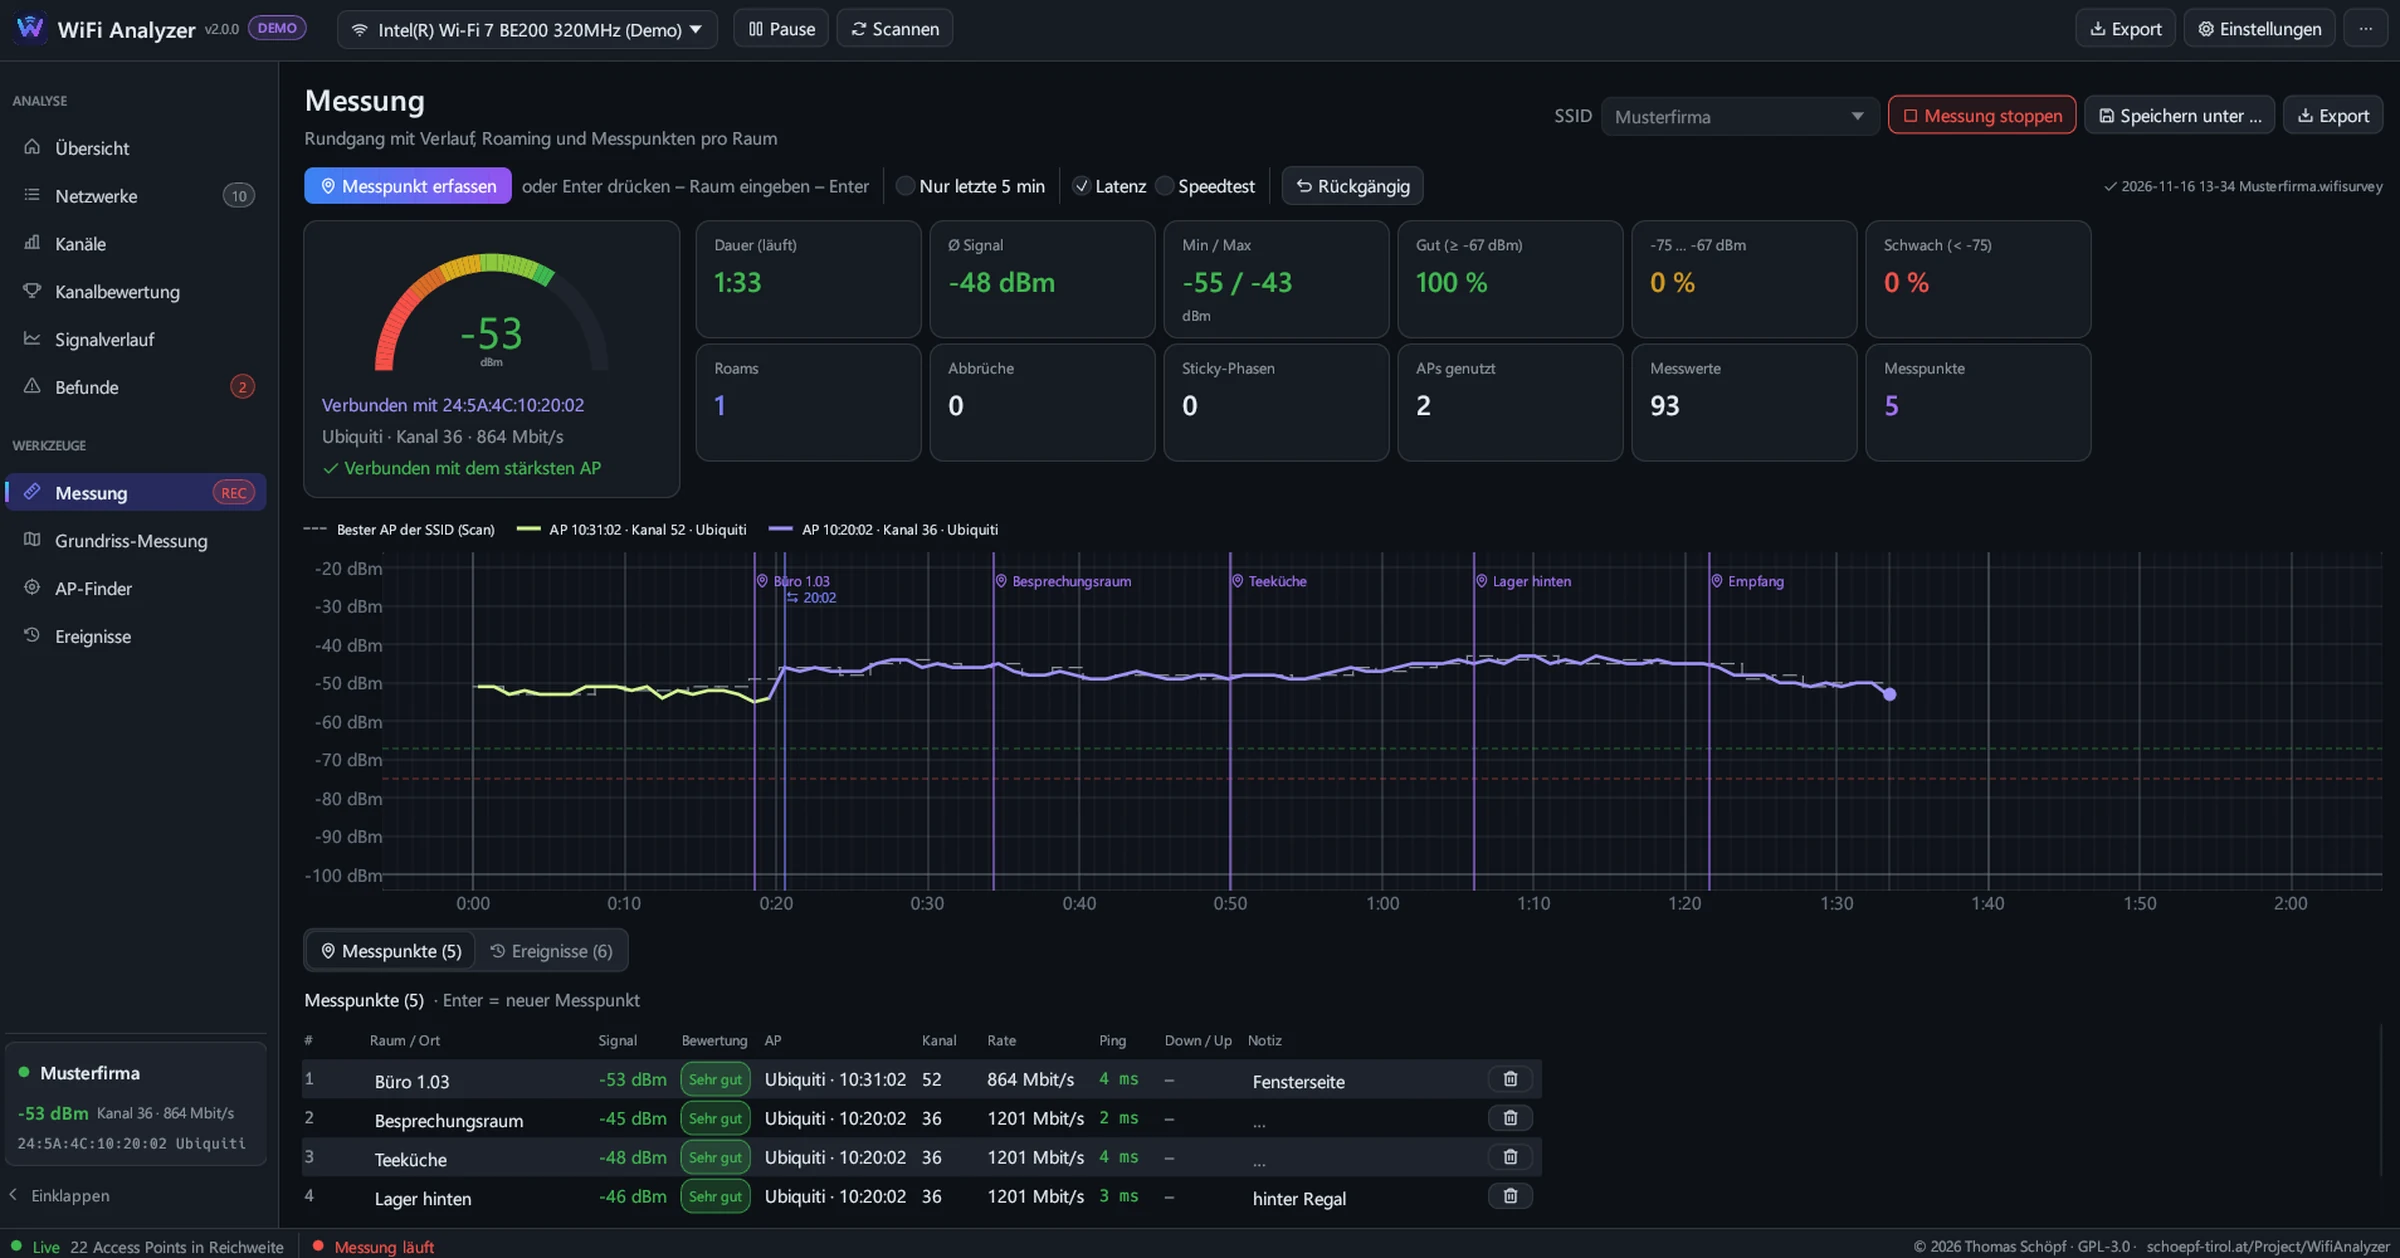 WiFi Analyzer v2.0.0 DEMO Intel(R) Wi-Fi 7 BE200 320MHz (Demo) Pause Scannen Export Einstellungen ...
ANALYSE
Übersicht
Netzwerke 10
Kanäle
Kanalbewertung
Signalverlauf
Befunde 2
WERKZEUGE
Messung REC
Grundriss-Messung
AP-Finder
Ereignisse
Musterfirma
-53 dBm Kanal 36 · 864 Mbit/s
24:5A:4C:10:20:02 Ubiquiti
Einklappen
Messung
Rundgang mit Verlauf, Roaming und Messpunkten pro Raum
SSID Musterfirma Messung stoppen Speichern unter ... Export
Messpunkt erfassen oder Enter drücken – Raum eingeben – Enter Nur letzte 5 min Latenz Speedtest Rückgängig ✓ 2026-11-16 13-34 Musterfirma.wifisurvey
-53
dBm
Verbunden mit 24:5A:4C:10:20:02
Ubiquiti · Kanal 36 · 864 Mbit/s
✓ Verbunden mit dem stärksten AP
Dauer (läuft)
1:33
Ø Signal
-48 dBm
Min / Max
-55 / -43
dBm
Gut (≥ -67 dBm)
100 %
-75 ... -67 dBm
0 %
Schwach (< -75)
0 %
Roams
1
Abbrüche
0
Sticky-Phasen
0
APs genutzt
2
Messwerte
93
Messpunkte
5
Bester AP der SSID (Scan) AP 10:31:02 · Kanal 52 · Ubiquiti AP 10:20:02 · Kanal 36 · Ubiquiti
-20 dBm
-30 dBm
-40 dBm
-50 dBm
-60 dBm
-70 dBm
-80 dBm
-90 dBm
-100 dBm
Büro 1.03 Besprechungsraum Teeküche Lager hinten Empfang
⇆ 20:02
0:00 0:10 0:20 0:30 0:40 0:50 1:00 1:10 1:20 1:30 1:40 1:50 2:00
Messpunkte (5) Ereignisse (6)
Messpunkte (5) · Enter = neuer Messpunkt
# Raum / Ort Signal Bewertung AP Kanal Rate Ping Down / Up Notiz
1 Büro 1.03 -53 dBm Sehr gut Ubiquiti · 10:31:02 52 864 Mbit/s 4 ms – Fensterseite
2 Besprechungsraum -45 dBm Sehr gut Ubiquiti · 10:20:02 36 1201 Mbit/s 2 ms – ...
3 Teeküche -48 dBm Sehr gut Ubiquiti · 10:20:02 36 1201 Mbit/s 4 ms – ...
4 Lager hinten -46 dBm Sehr gut Ubiquiti · 10:20:02 36 1201 Mbit/s 3 ms – hinter Regal
Live 22 Access Points in Reichweite Messung läuft © 2026 Thomas Schöpf · GPL-3.0 · schoepf-tirol.at/Project/WifiAnalyzer